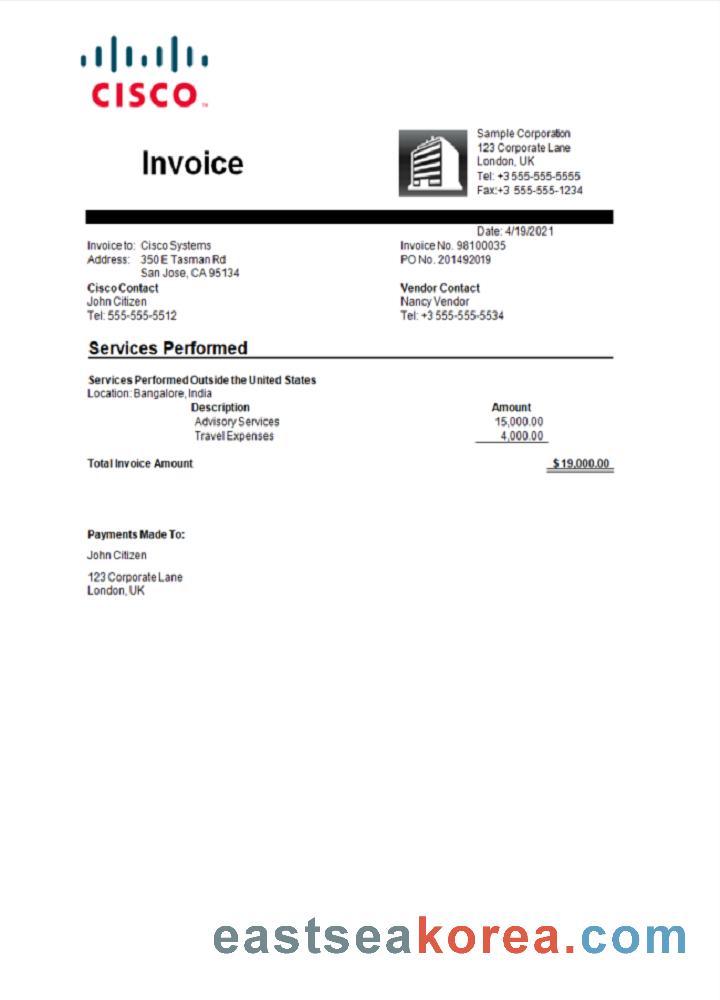 CISCO
Invoice
Sample Corporation
123 Corporate Lane
London, UK
Tel: +3 555-555-5555
Fax:+3 555-555-1234
Date: 4/19/2021
Invoice to: Cisco Systems
Address: 350 E Tasman Rd
San Jose, CA 95134
Cisco Contact
John Citizen
Tel: 555-555-5512
Invoice No. 98100035
PO No. 201492019
Vendor Contact
Nancy Vendor
Tel: +3 555-555-5534
Services Performed
Services Performed Outside the United States
Location: Bangalore, India
Description Amount
Advisory Services 15,000.00
Travel Expenses 4,000.00
Total Invoice Amount $19,000.00
Payments Made To:
John Citizen
123 Corporate Lane
London, UK
eastseakorea.com